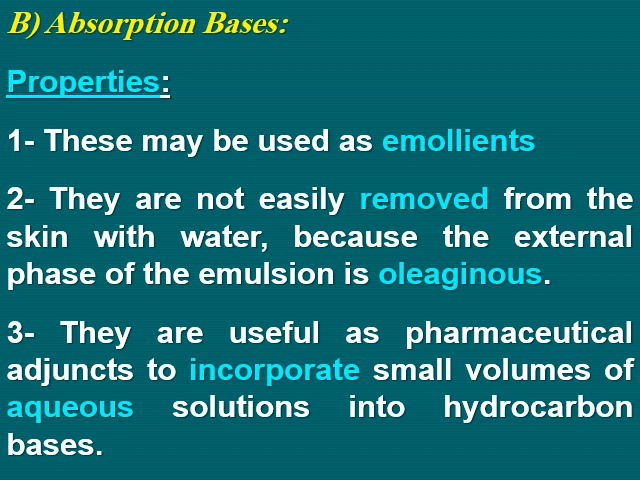 B) Absorption Bases:
Properties:
1- These may be used as emollients
2- They are not easily removed from the
skin with water, because the external
phase of the emulsion is oleaginous.
3- They are useful as pharmaceutical
adjuncts to incorporate small volumes of
aqueous solutions into hydrocarbon
bases.